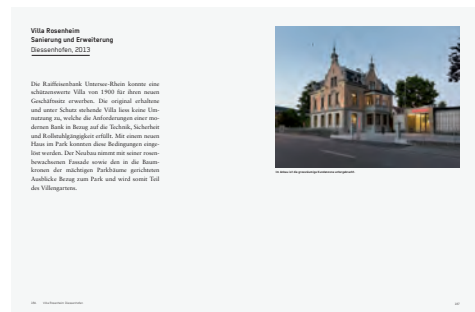 Villa Rosenheim
Sanierung und Erweiterung
Diessenhofen, 2013
Die Raiffeisenbank Untersee-Rhein konnte eine
schützenswerte Villa von 1900 für ihren neuen
Geschäftssitz erwerben. Die original erhaltene
und unter Schutz stehende Villa liess keine Um-
nutzung zu, welche die Anforderungen einer mo-
dernen Bank in Bezug auf die Technik, Sicherheit
und Rollstuhlgängigkeit erfüllt. Mit einem neuen
Haus im Park konnten diese Bedingungen einge-
löst werden. Der Neubau nimmt mit seiner rosen-
bewachsenen Fassade sowie den in die Baum-
kronen der mächtigen Parkbäume gerichteten
Ausblicke Bezug zum Park und wird somit Teil
des Villengartens.